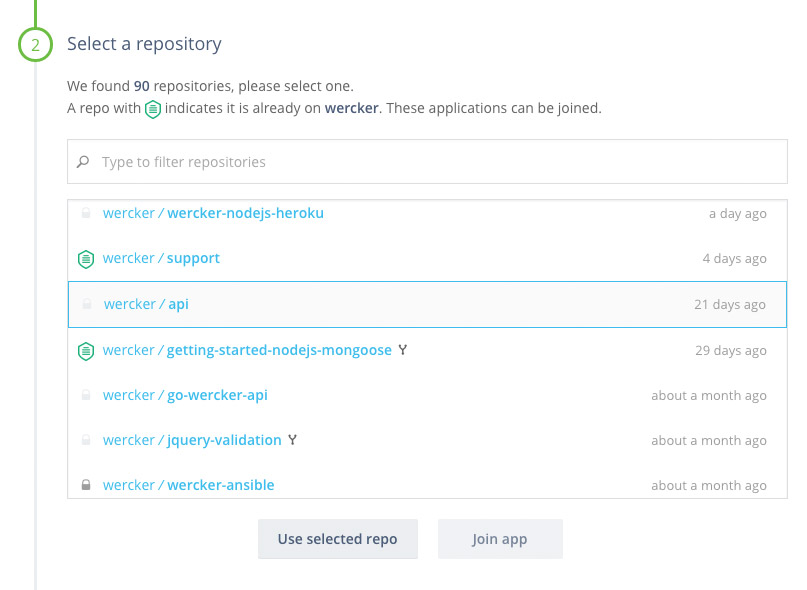 2
Select a repository
We found 90 repositories, please select one.
A repo with indicates it is already on wercker. These applications can be joined.
Type to filter repositories
wercker / wercker-nodejs-heroku a day ago
wercker / support 4 days ago
wercker / api 21 days ago
wercker / getting-started-nodejs-mongoose 29 days ago
wercker / go-wercker-api about a month ago
wercker / jquery-validation about a month ago
wercker / wercker-ansible about a month ago
Use selected repo Join app